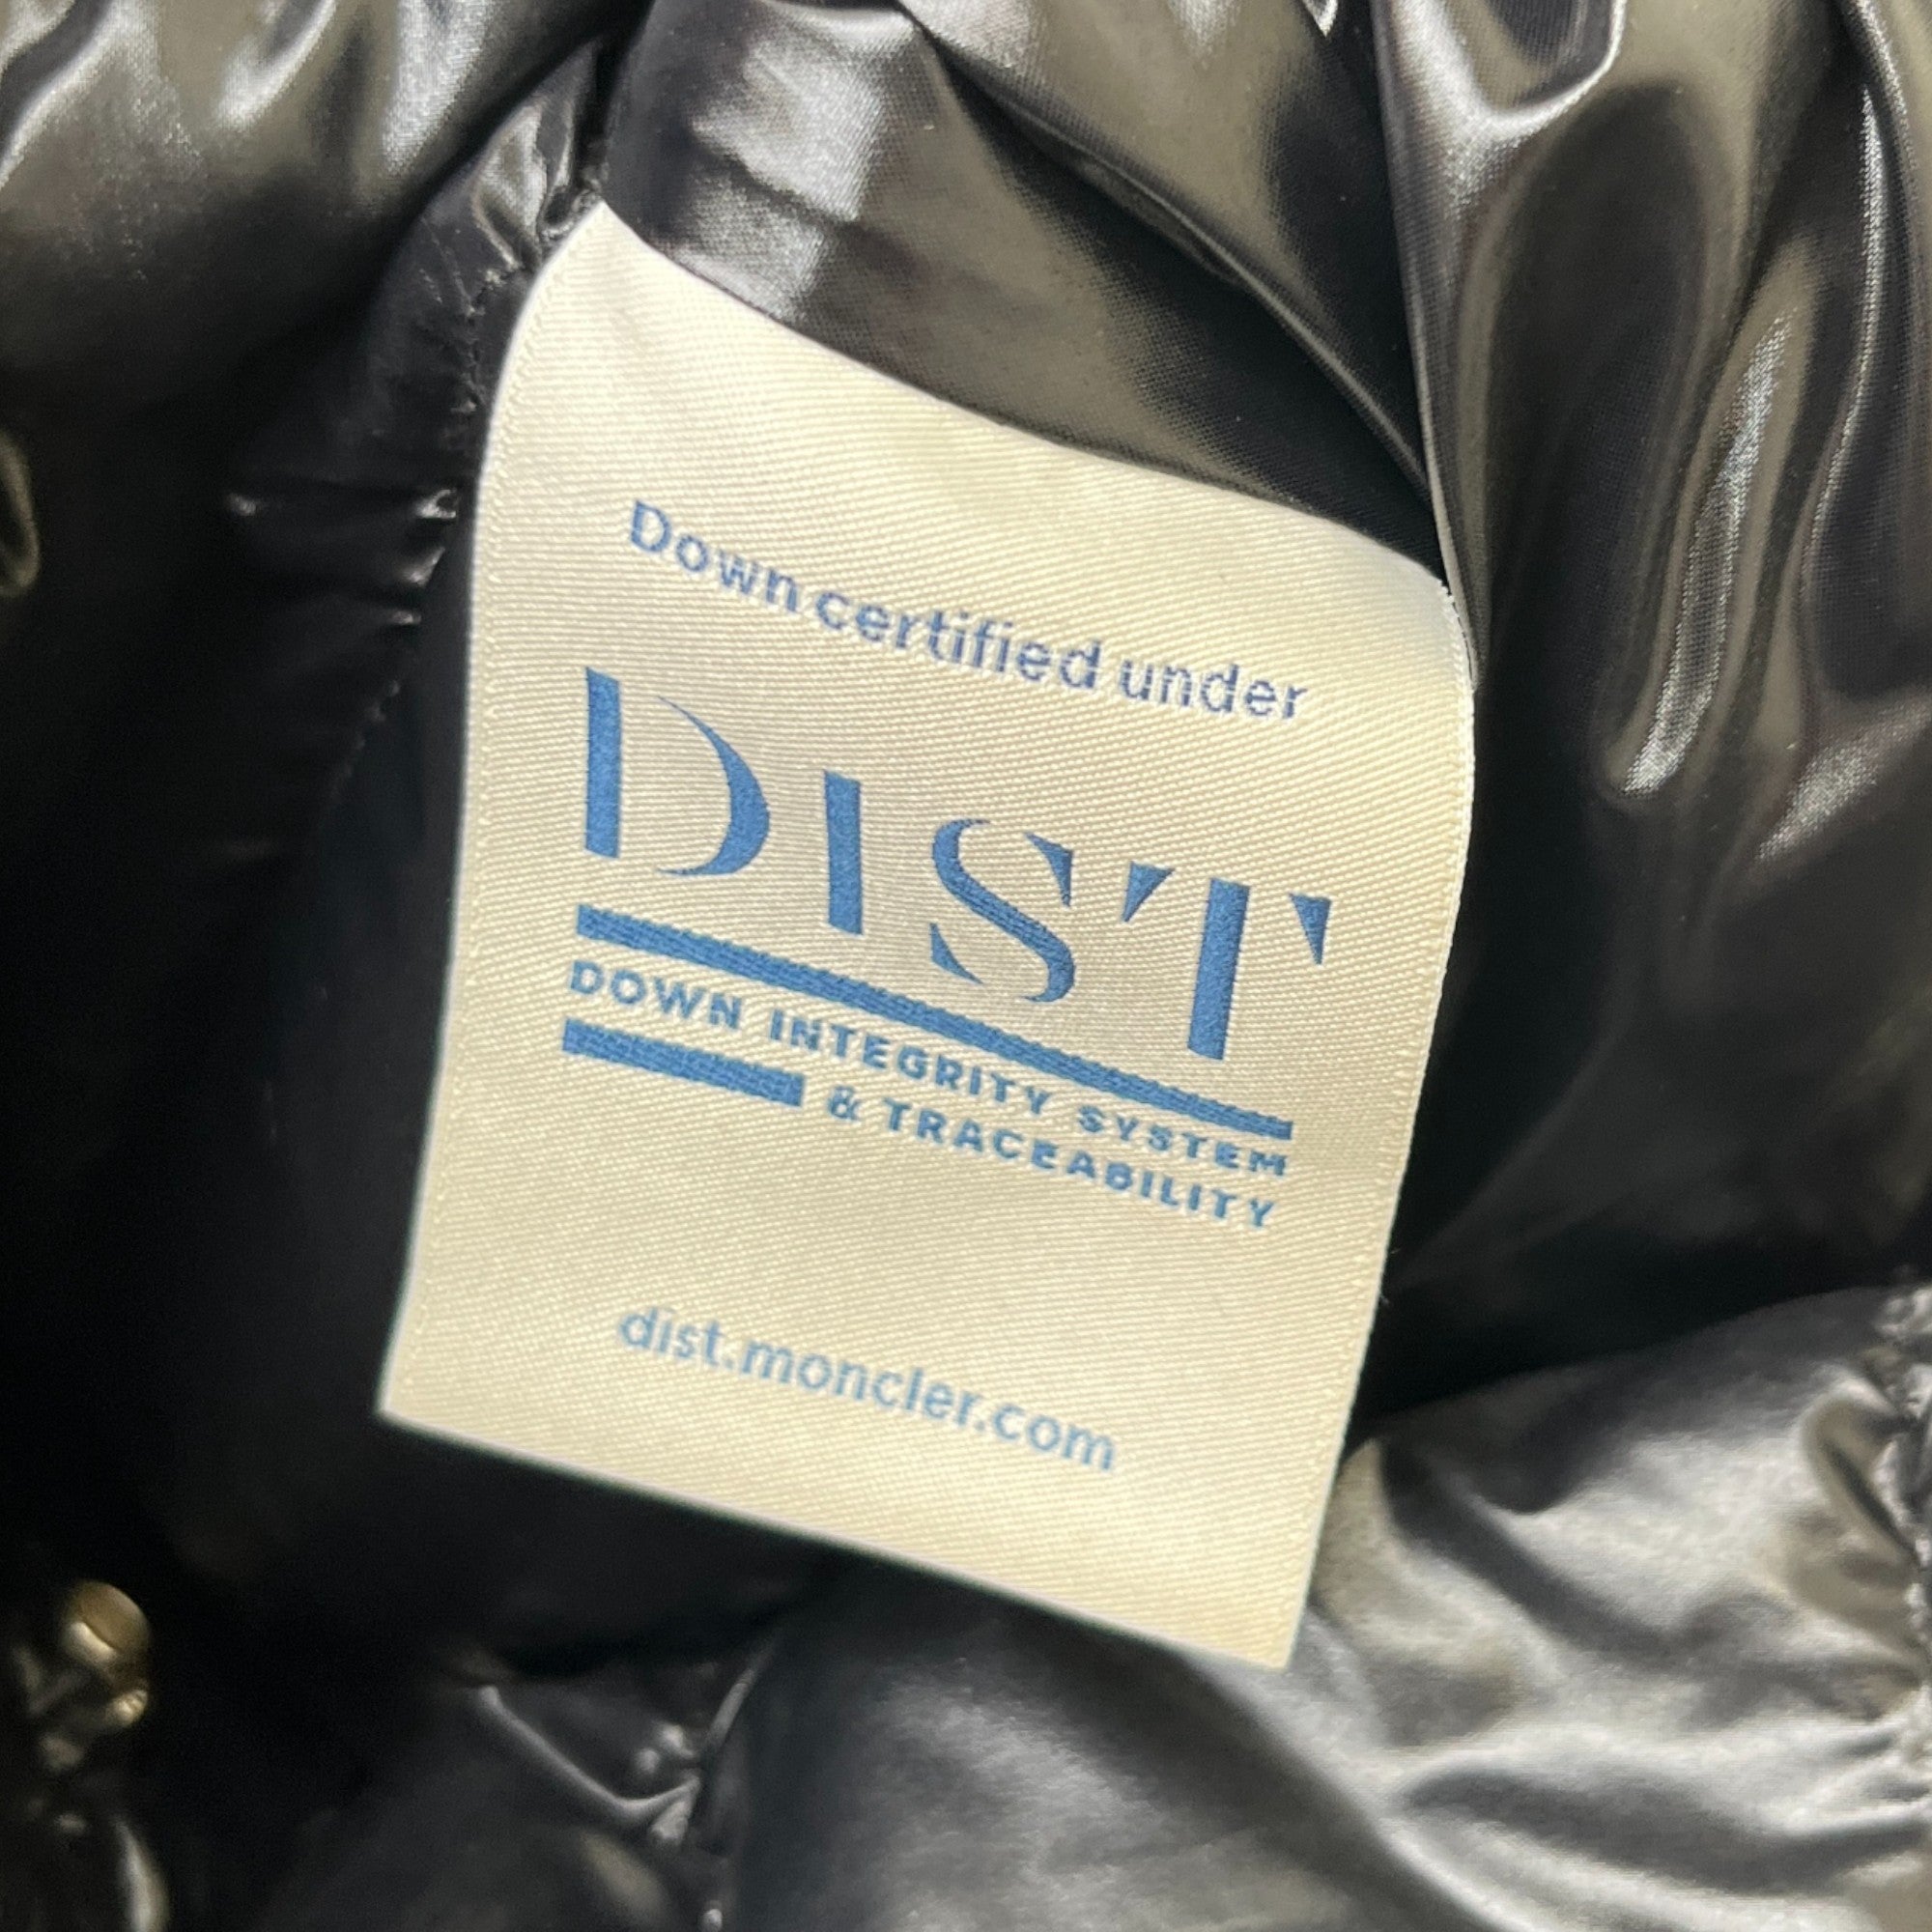 Down certified under
DIST
DOWN INTEGRITY SYSTEM
& TRACEABILITY
dist.moncler.com